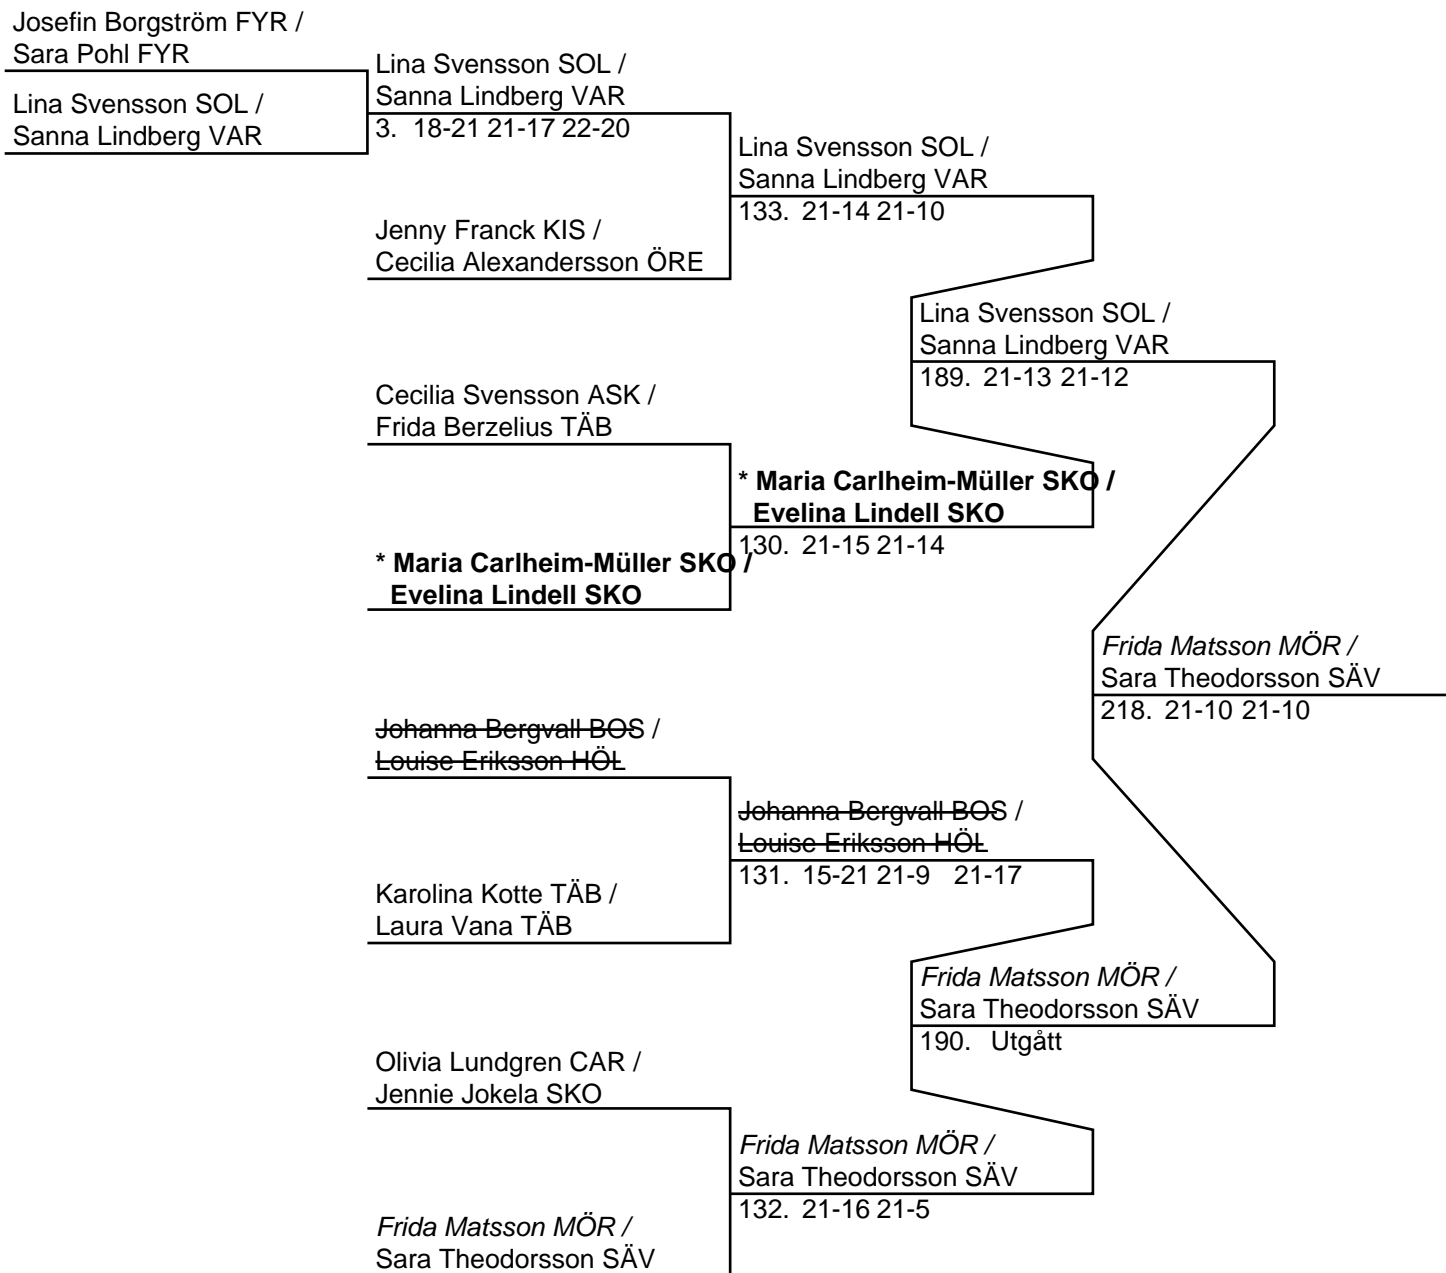 Josefin Borgström FYR /
Sara Pohl FYR
Lina Svensson SOL /
Sanna Lindberg VAR
Lina Svensson SOL /
Sanna Lindberg VAR
3. 18-21 21-17 22-20
Jenny Franck KIS /
Cecilia Alexandersson ÖRE
Lina Svensson SOL /
Sanna Lindberg VAR
133. 21-14 21-10
Cecilia Svensson ASK /
Frida Berzelius TÄB
* Maria Carlheim-Müller SKO /
Evelina Lindell SKO
* Maria Carlheim-Müller SKO /
Evelina Lindell SKO
130. 21-15 21-14
Lina Svensson SOL /
Sanna Lindberg VAR
189. 21-13 21-12
Johanna Bergvall BOS /
Louise Eriksson HÖL
Karolina Kotte TÄB /
Laura Vana TÄB
Johanna Bergvall BOS /
Louise Eriksson HÖL
131. 15-21 21-9 21-17
Olivia Lundgren CAR /
Jennie Jokela SKO
Frida Matsson MÖR /
Sara Theodorsson SÄV
Frida Matsson MÖR /
Sara Theodorsson SÄV
132. 21-16 21-5
Frida Matsson MÖR /
Sara Theodorsson SÄV
190. Utgått
Frida Matsson MÖR /
Sara Theodorsson SÄV
218. 21-10 21-10